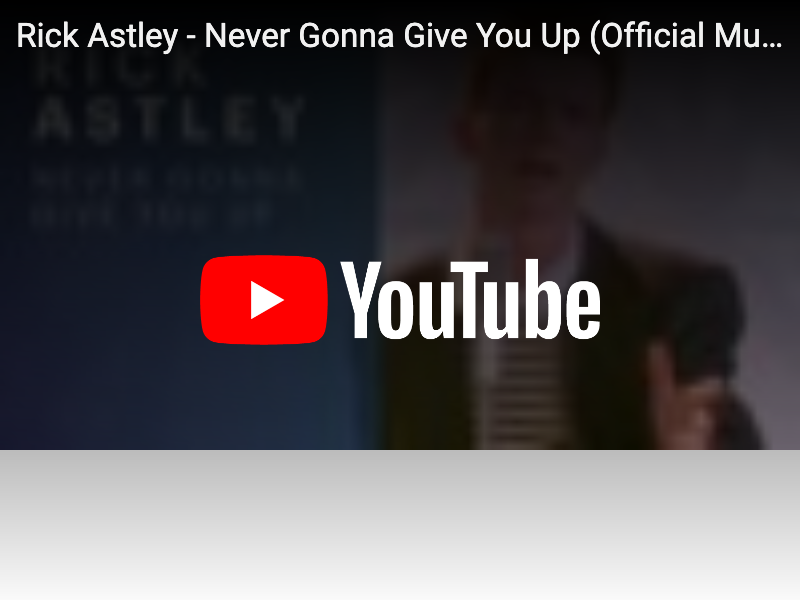 Rick Astley - Never Gonna Give You Up (Official Mu...
RICK
ASTLEY
NEVER GONNA
GIVE YOU UP
YouTube